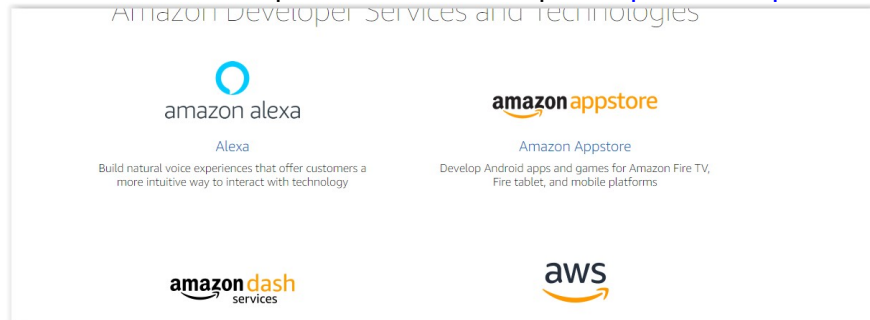 Amazon Developer Services and Technologies
amazon alexa
amazon appstore
Alexa
Amazon Appstore
Build natural voice experiences that offer customers a
more intuitive way to interact with technology
Develop Android apps and games for Amazon Fire TV,
Fire tablet, and mobile platforms
amazon dash
services
aws